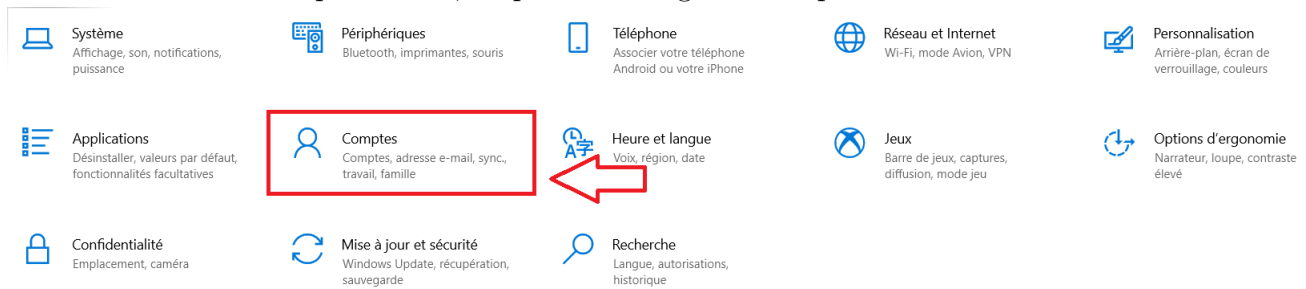 Système
Affichage, son, notifications,
puissance
Périphériques
Bluetooth, imprimantes, souris
Téléphone
Associer votre téléphone
Android ou votre iPhone
Réseau et Internet
Wi-Fi, mode Avion, VPN
Personnalisation
Arrière-plan, écran de
verrouillage, couleurs
Applications
Désinstaller, valeurs par défaut,
fonctionnalités facultatives
Comptes
Comptes, adresse e-mail, sync.,
travail, famille
A字
Heure et langue
Voix, région, date
Jeux
Barre de jeux, captures,
diffusion, mode jeu
Options d'ergonomie
Narrateur, loupe, contraste
élevé
Confidentialité
Emplacement, caméra
Mise à jour et sécurité
Windows Update, récupération,
sauvegarde
Recherche
Langue, autorisations,
historique